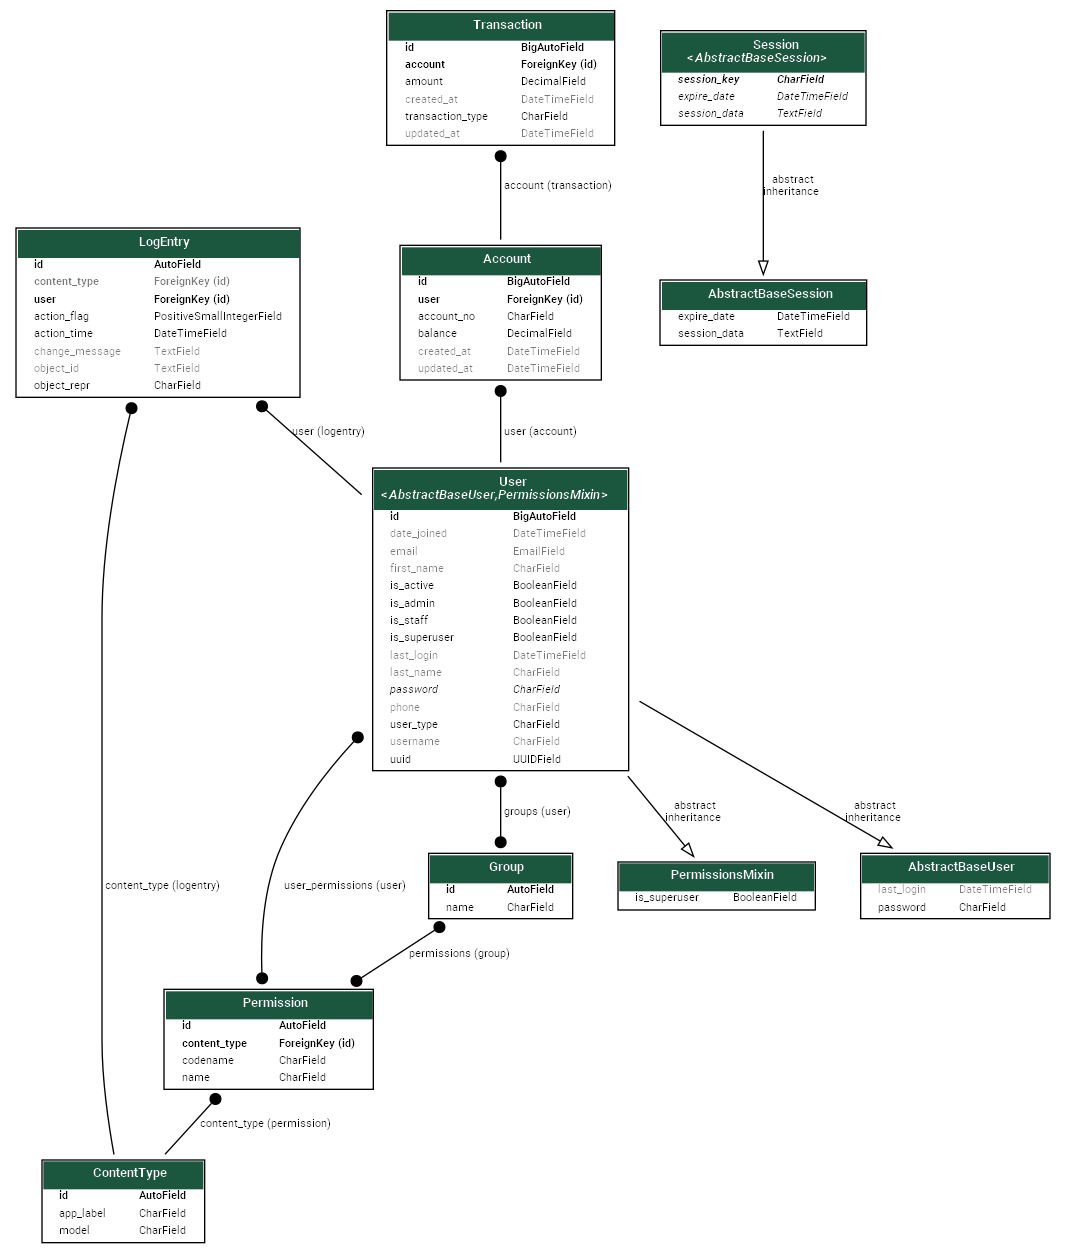 Transaction
id BigAutoField
account ForeignKey (id)
amount DecimalField
created_at DateTimeField
transaction_type CharField
updated_at DateTimeField
Session
<AbstractBaseSession>
session_key CharField
expire_date DateTimeField
session_data TextField
account (transaction)
abstract
inheritance
LogEntry
id AutoField
content_type ForeignKey (id)
user ForeignKey (id)
action_flag PositiveSmallIntegerField
action_time DateTimeField
change_message TextField
object_id TextField
object_repr CharField
Account
id BigAutoField
user ForeignKey (id)
account_no CharField
balance DecimalField
created_at DateTimeField
updated_at DateTimeField
AbstractBaseSession
expire_date DateTimeField
session_data TextField
user (logentry)
user (account)
User
<AbstractBaseUser,PermissionsMixin>
id BigAutoField
date_joined DateTimeField
email EmailField
first_name CharField
is_active BooleanField
is_admin BooleanField
is_staff BooleanField
is_superuser BooleanField
last_login DateTimeField
last_name CharField
password CharField
phone CharField
user_type CharField
username CharField
uuid UUIDField
groups (user)
abstract
inheritance
abstract
inheritance
content_type (logentry)
user_permissions (user)
Group
id AutoField
name CharField
PermissionsMixin
is_superuser BooleanField
AbstractBaseUser
last_login DateTimeField
password CharField
permissions (group)
Permission
id AutoField
content_type ForeignKey (id)
codename CharField
name CharField
content_type (permission)
ContentType
id AutoField
app_label CharField
model CharField